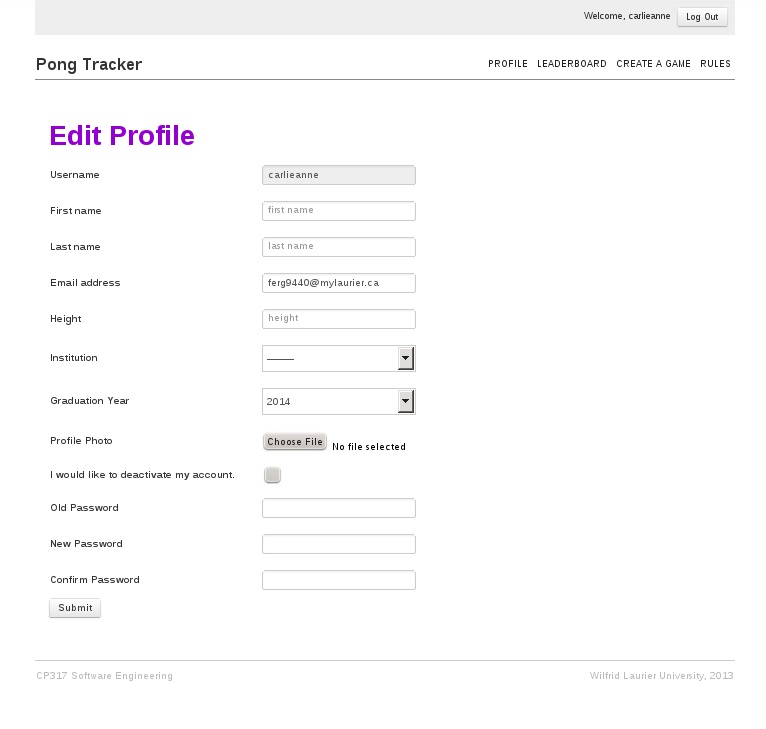 Welcome, carlieanne Log Out
Pong Tracker PROFILE LEADERBOARD CREATE A GAME RULES
Edit Profile
Username carlieanne
First name first name
Last name last name
Email address ferg9440@mylaurier.ca
Height height
Institution ---------
Graduation Year 2014
Profile Photo Choose File No file selected
I would like to deactivate my account.
Old Password
New Password
Confirm Password
Submit
CP317 Software Engineering Wilfrid Laurier University, 2013